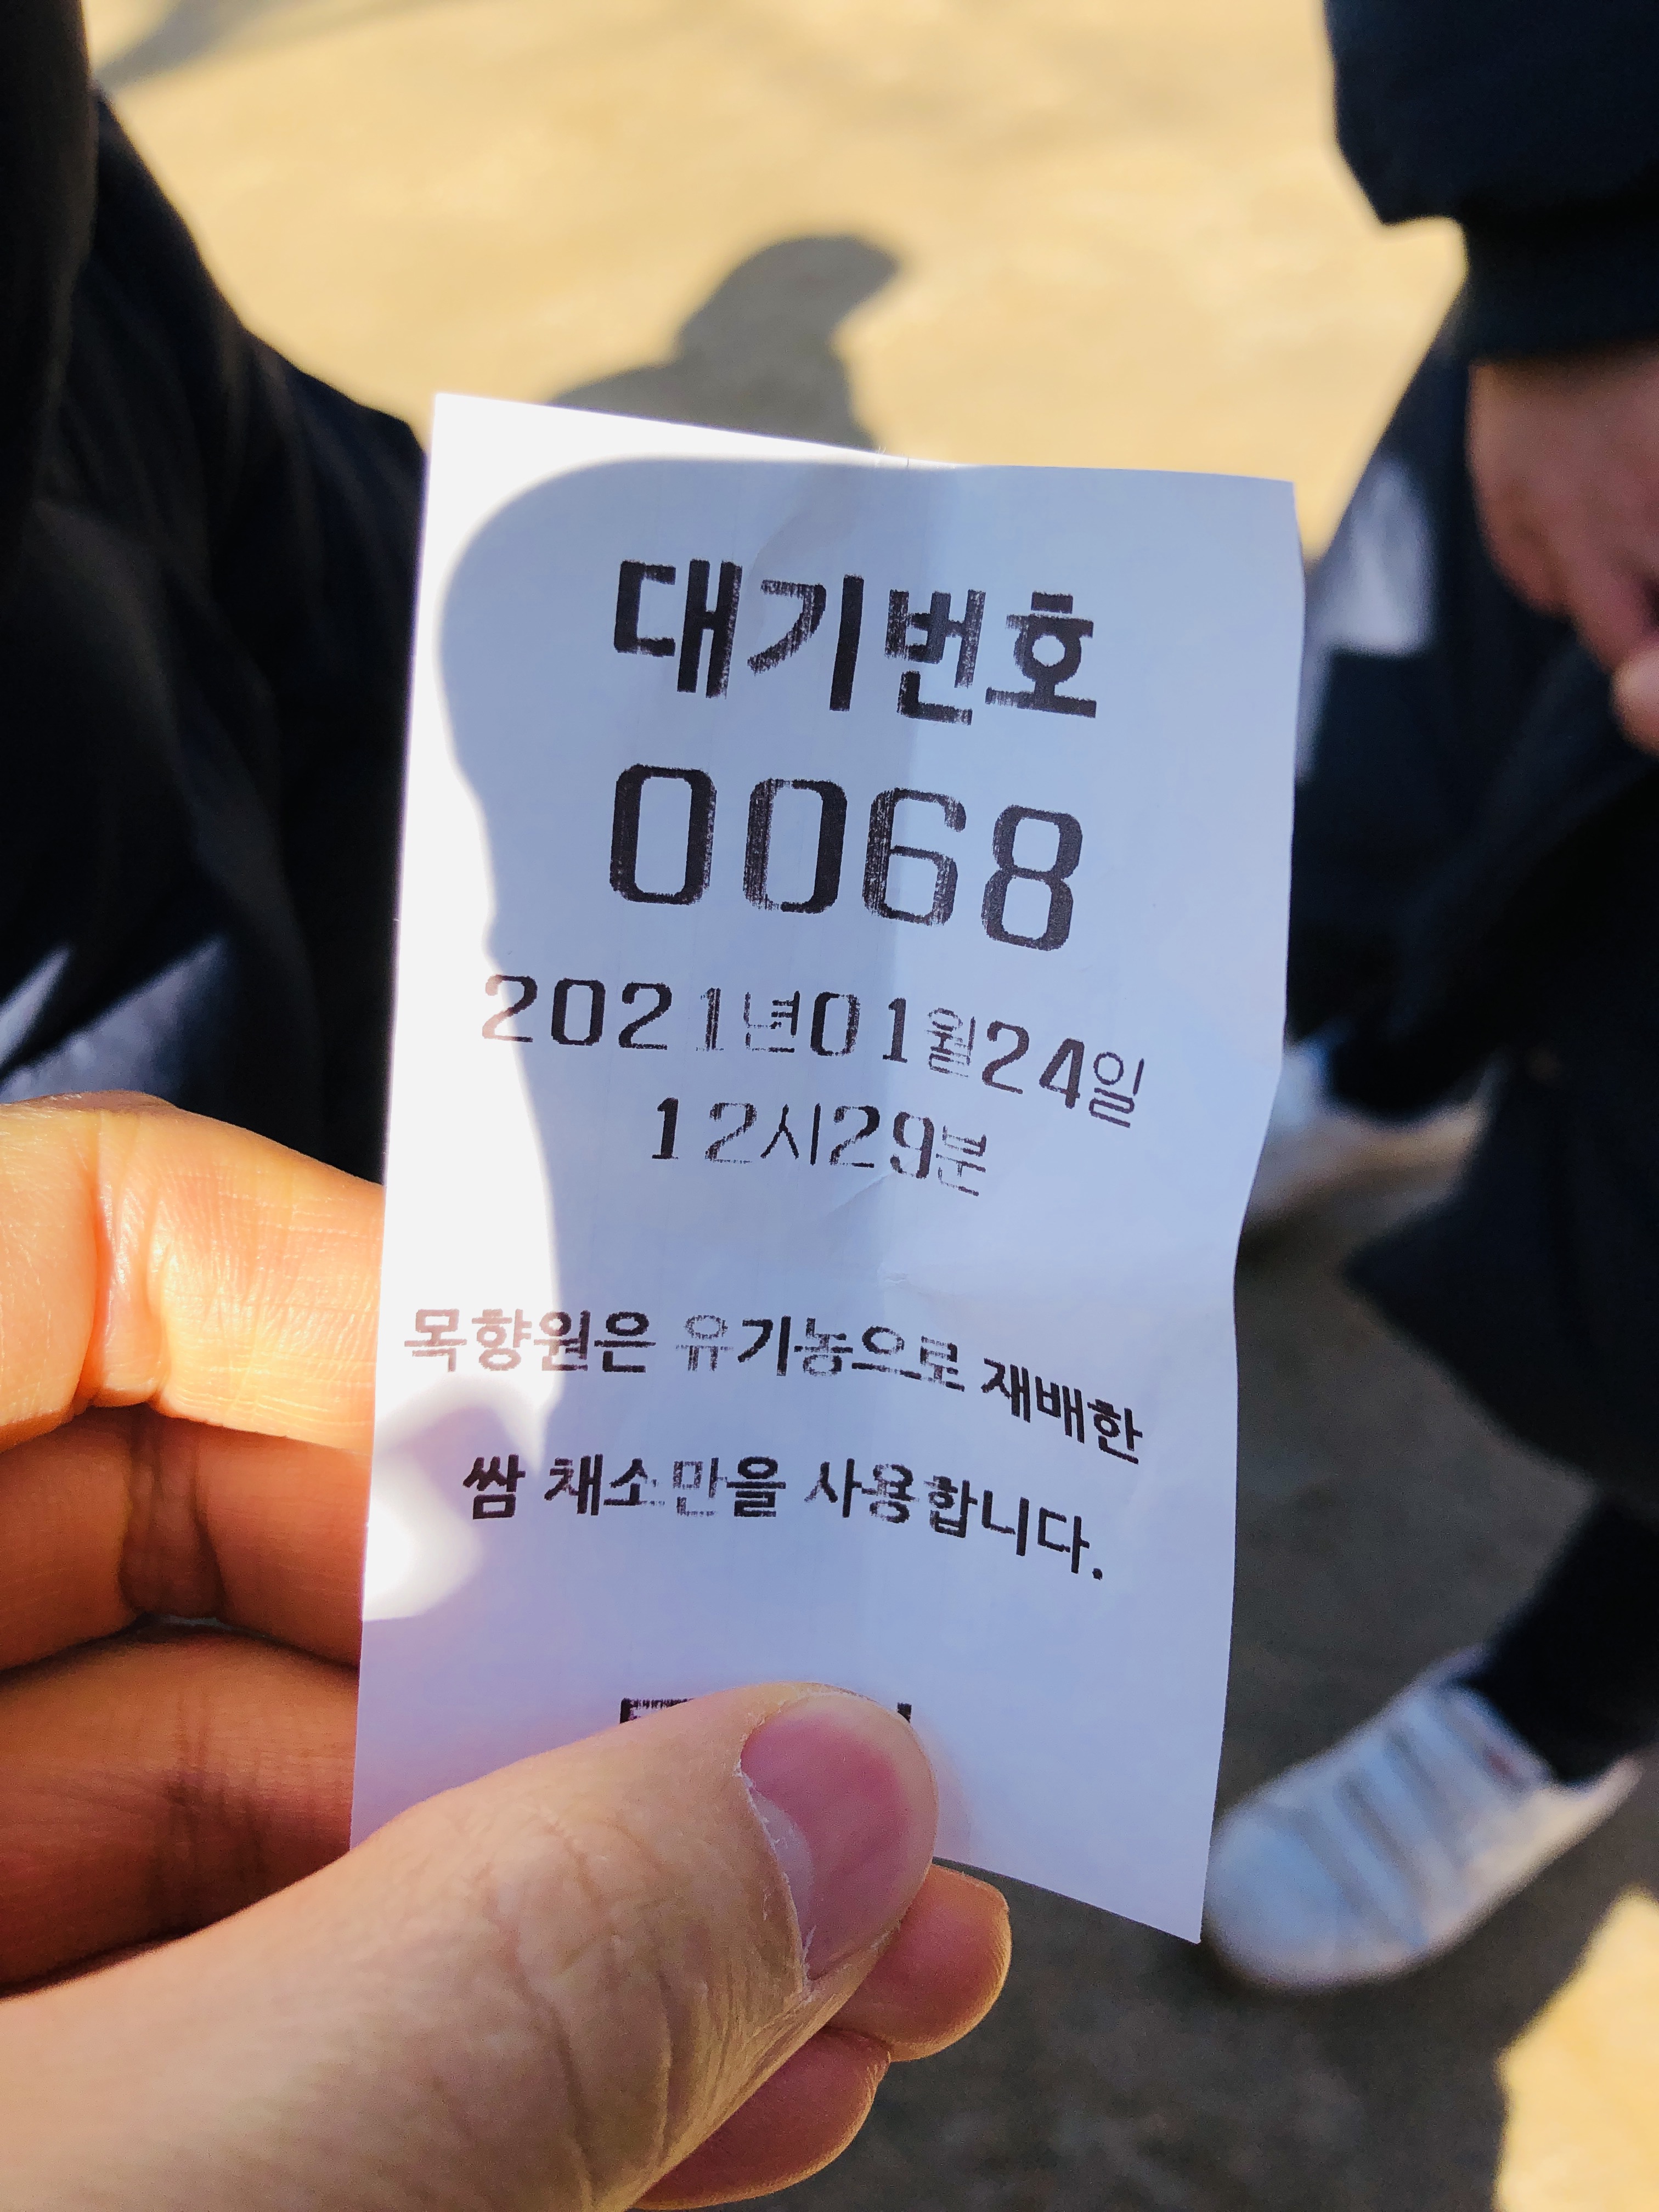 대기번호
0068
2021년01월24일
12시29분
목향원은 유기농으로 재배한
쌈 채소만을 사용합니다.